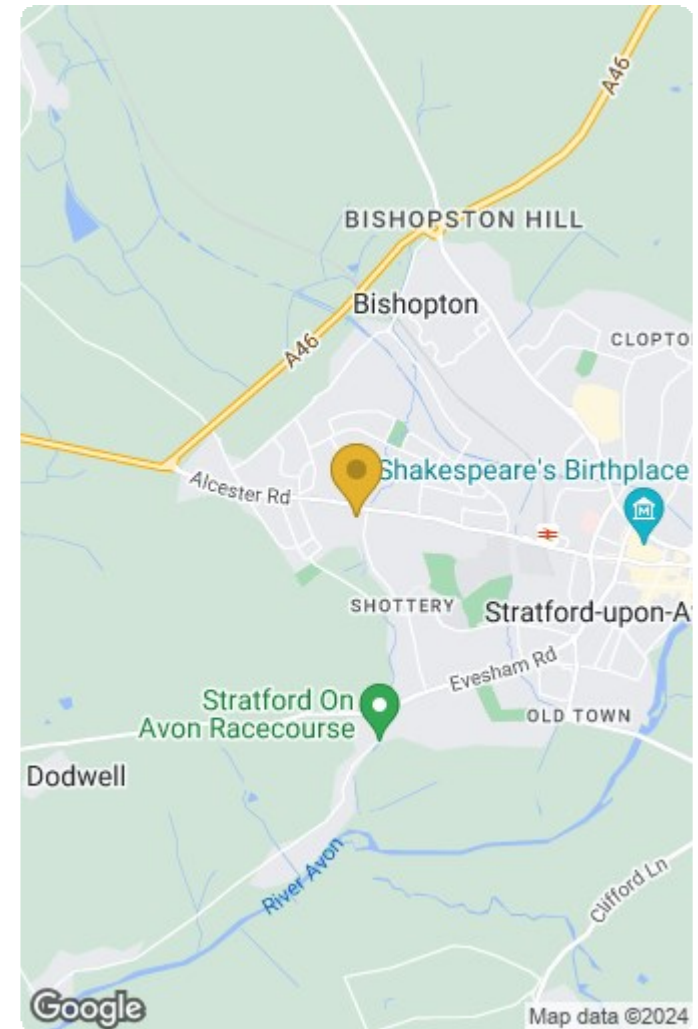 A46
BISHOPSTON HILL
Bishopton
CLOPTO
A46
Shakespeare's Birthplace
Alcester Rd
SHOTTERY
Stratford-upon-A
Evesham Rd
Stratford On
Avon Racecourse
OLD TOWN
Dodwell
River Avon
Clifford Ln
Google
Map data ©2024